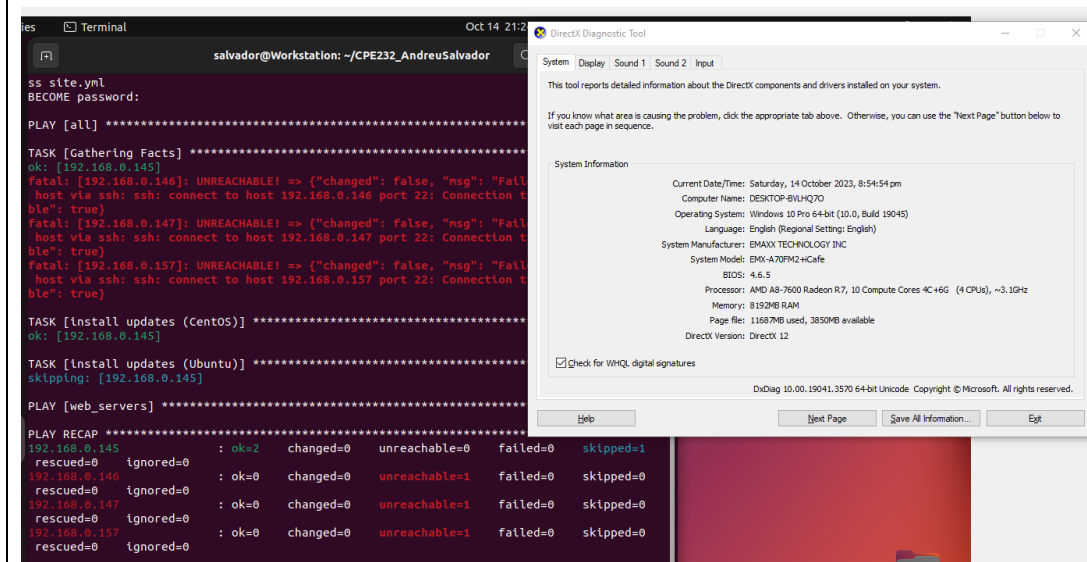 ies Terminal Oct 14 21:2
salvador@Workstation: ~/CPE232_AndreuSalvador
ss site.yml
BECOME password:
PLAY [all] ************************************************************
TASK [Gathering Facts] ************************************************
ok: [192.168.0.145]
fatal: [192.168.0.146]: UNREACHABLE! => {"changed": false, "msg": "Fail
host via ssh: ssh: connect to host 192.168.0.146 port 22: Connection t
ble": true}
fatal: [192.168.0.147]: UNREACHABLE! => {"changed": false, "msg": "Fail
host via ssh: ssh: connect to host 192.168.0.147 port 22: Connection t
ble": true}
fatal: [192.168.0.157]: UNREACHABLE! => {"changed": false, "msg": "Fail
host via ssh: ssh: connect to host 192.168.0.157 port 22: Connection t
ble": true}
TASK [install updates (CentOS)] ***************************************
ok: [192.168.0.145]
TASK [install updates (Ubuntu)] ***************************************
skipping: [192.168.0.145]
PLAY [web_servers] ****************************************************
PLAY RECAP ************************************************************
192.168.0.145 : ok=2 changed=0 unreachable=0 failed=0 skipped=1
rescued=0 ignored=0
192.168.0.146 : ok=0 changed=0 unreachable=1 failed=0 skipped=0
rescued=0 ignored=0
192.168.0.147 : ok=0 changed=0 unreachable=1 failed=0 skipped=0
rescued=0 ignored=0
192.168.0.157 : ok=0 changed=0 unreachable=1 failed=0 skipped=0
rescued=0 ignored=0
DirectX Diagnostic Tool
System Display Sound 1 Sound 2 Input
This tool reports detailed information about the DirectX components and drivers installed on your system.
If you know what area is causing the problem, click the appropriate tab above. Otherwise, you can use the "Next Page" button below to
visit each page in sequence.
System Information
Current Date/Time: Saturday, 14 October 2023, 8:54:54 pm
Computer Name: DESKTOP-BVLHQ7O
Operating System: Windows 10 Pro 64-bit (10.0, Build 19045)
Language: English (Regional Setting: English)
System Manufacturer: EMAXX TECHNOLOGY INC
System Model: EMX-A70FM2+iCafe
BIOS: 4.6.5
Processor: AMD A8-7600 Radeon R7, 10 Compute Cores 4C+6G (4 CPUs), ~3.1GHz
Memory: 8192MB RAM
Page file: 11687MB used, 3850MB available
DirectX Version: DirectX 12
Check for WHQL digital signatures
DxDiag 10.00.19041.3570 64-bit Unicode Copyright © Microsoft. All rights reserved.
Help Next Page Save All Information... Exit